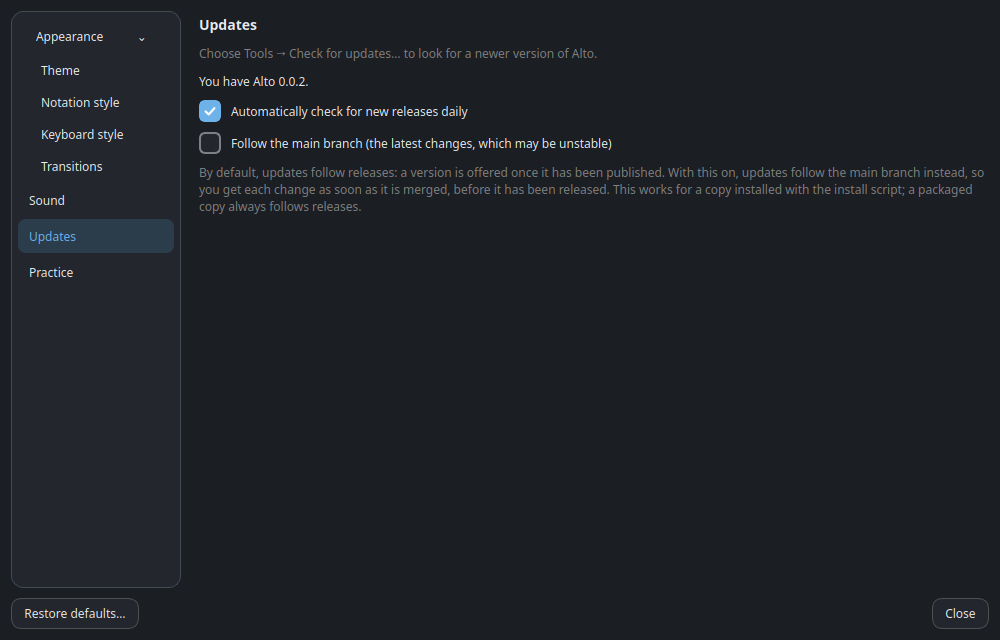 Appearance
Theme
Notation style
Keyboard style
Transitions
Sound
Updates
Practice
Updates
Choose Tools → Check for updates... to look for a newer version of Alto.
You have Alto 0.0.2.
Automatically check for new releases daily
Follow the main branch (the latest changes, which may be unstable)
By default, updates follow releases: a version is offered once it has been published. With this on, updates follow the main branch instead, so
you get each change as soon as it is merged, before it has been released. This works for a copy installed with the install script; a packaged
copy always follows releases.
Restore defaults...
Close